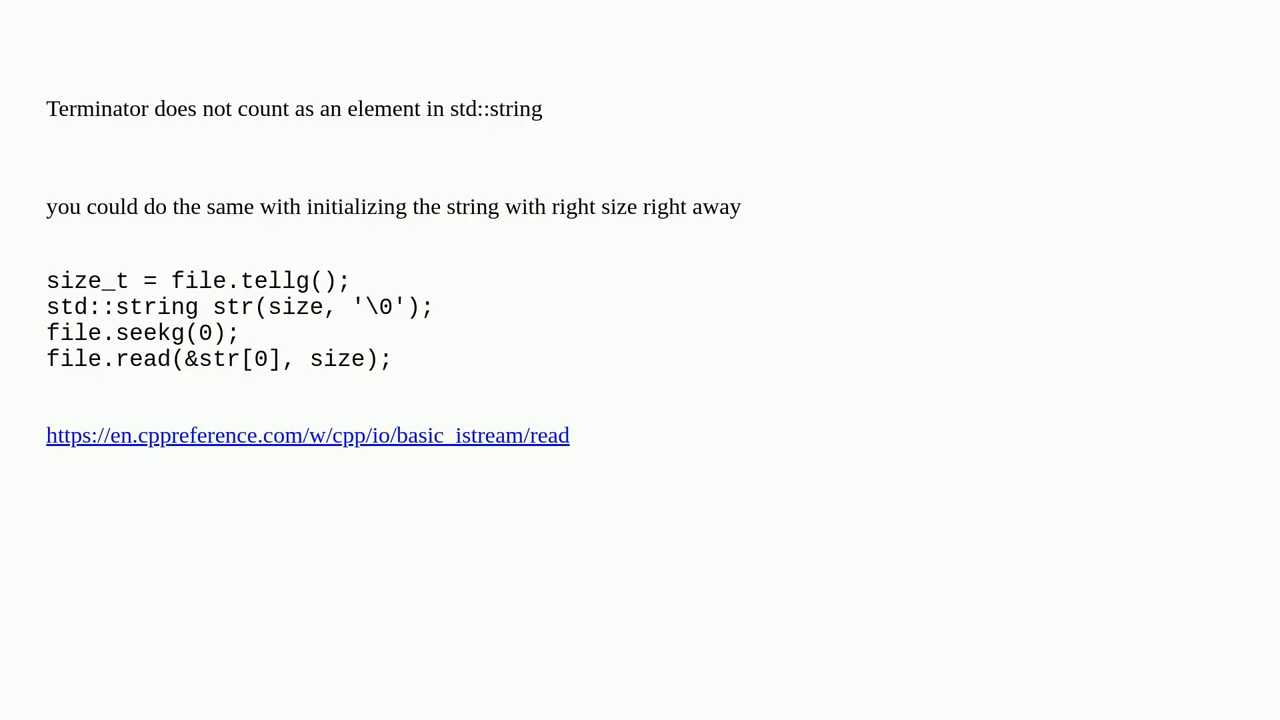 Terminator does not count as an element in std::string
you could do the same with initializing the string with right size right away
size_t = file.tellg();
std::string str(size, '\0');
file.seekg(0);
file.read(&str[0], size);
https://en.cppreference.com/w/cpp/io/basic_istream/read